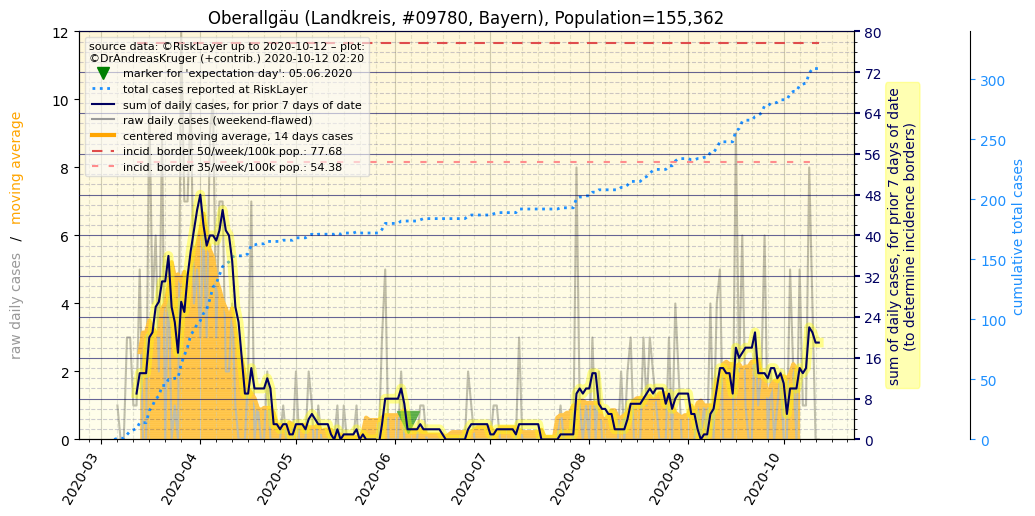 Oberallgäu (Landkreis, #09780, Bayern), Population=155,362
source data: ©RiskLayer up to 2020-10-12 - plot:
©DrAndreasKruger (+contrib.) 2020-10-12 02:20
marker for 'expectation day': 05.06.2020
total cases reported at RiskLayer
sum of daily cases, for prior 7 days of date
raw daily cases (weekend-flawed)
centered moving average, 14 days cases
incid. border 50/week/100k pop.: 77.68
incid. border 35/week/100k pop.: 54.38
raw daily cases / moving average
12
10
8
6
4
2
0
80
72
64
56
48
40
32
24
16
8
0
sum of daily cases, for prior 7 days of date
(to determine, incidence borders)
300
250
200
150
100
50
0
cumulative total cases
2020-03
2020-04
2020-05
2020-06
2020-07
2020-08
2020-09
2020-10